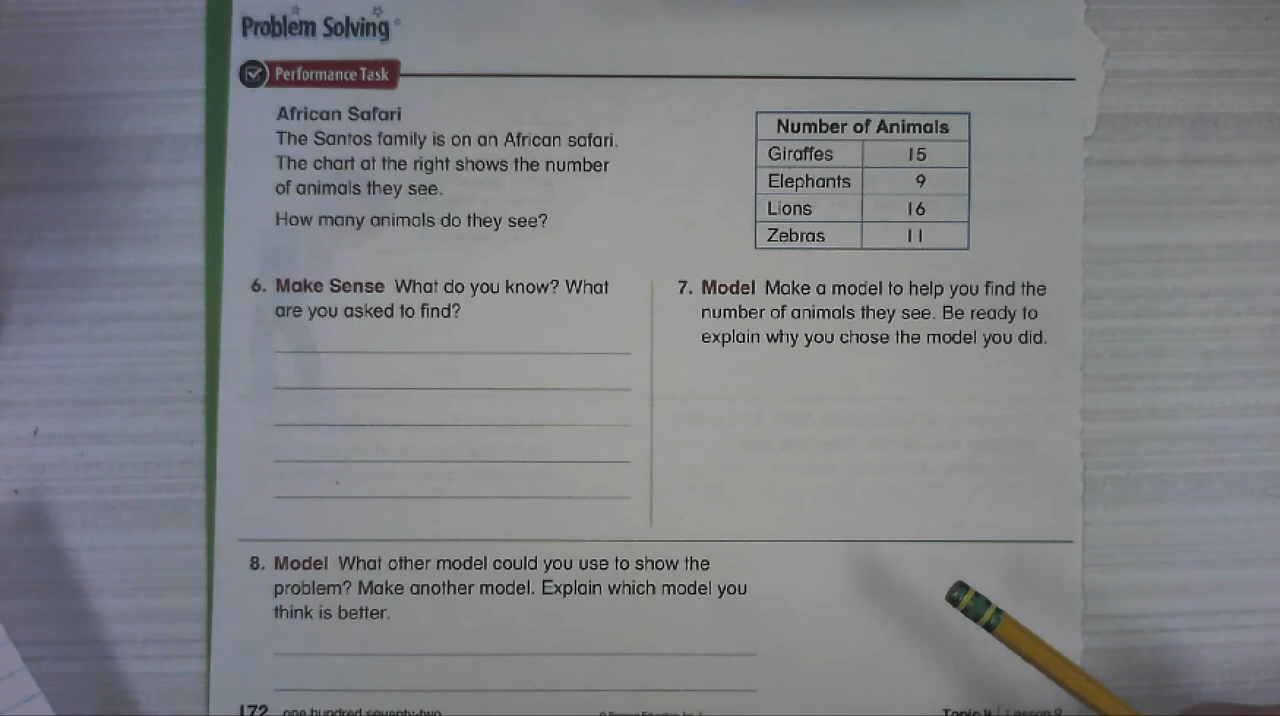 Problem Solving
Performance Task
African Safari
The Santos family is on an African safari.
The chart at the right shows the number
of animals they see.
How many animals do they see?
Number of Animals
Giraffes 15
Elephants 9
Lions 16
Zebras 11
6. Make Sense What do you know? What
are you asked to find?
7. Model Make a model to help you find the
number of animals they see. Be ready to
explain why you chose the model you did.
8. Model What other model could you use to show the
problem? Make another model. Explain which model you
think is better.
172 one hundred seventy-two
Topic 4 | Lesson 9